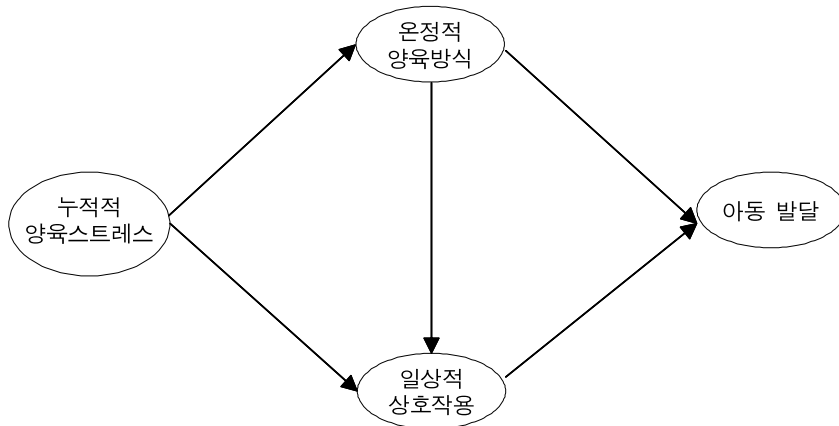 온정적
양육방식
누적적
양육스트레스
아동 발달
일상적
상호작용